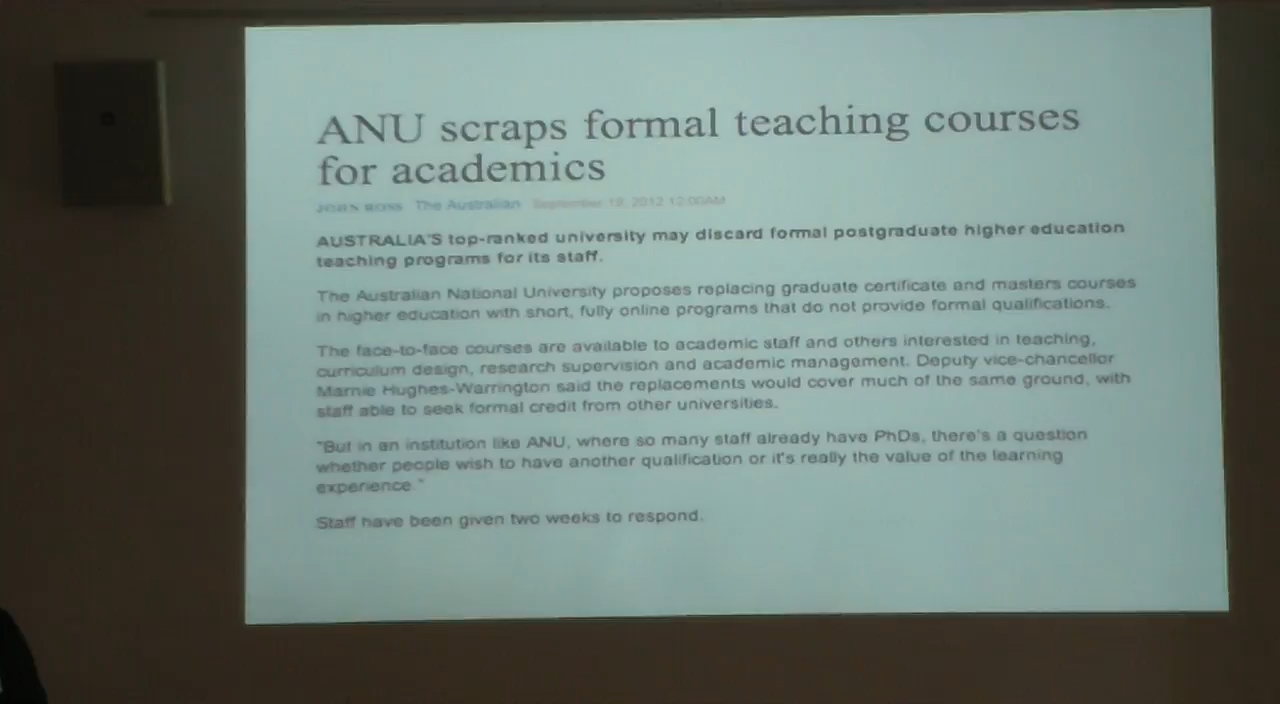 ANU scraps formal teaching courses
for academics
JOHN ROSS The Australian September 19, 2012 12:00AM
AUSTRALIA'S top-ranked university may discard formal postgraduate higher education
teaching programs for its staff.
The Australian National University proposes replacing graduate certificate and masters courses
in higher education with short, fully online programs that do not provide formal qualifications.
The face-to-face courses are available to academic staff and others interested in teaching,
curriculum design, research supervision and academic management. Deputy vice-chancellor
Marnie Hughes-Warrington said the replacements would cover much of the same ground, with
staff able to seek formal credit from other universities.
"But in an institution like ANU, where so many staff already have PhDs, there's a question
whether people wish to have another qualification or it's really the value of the learning
experience."
Staff have been given two weeks to respond.